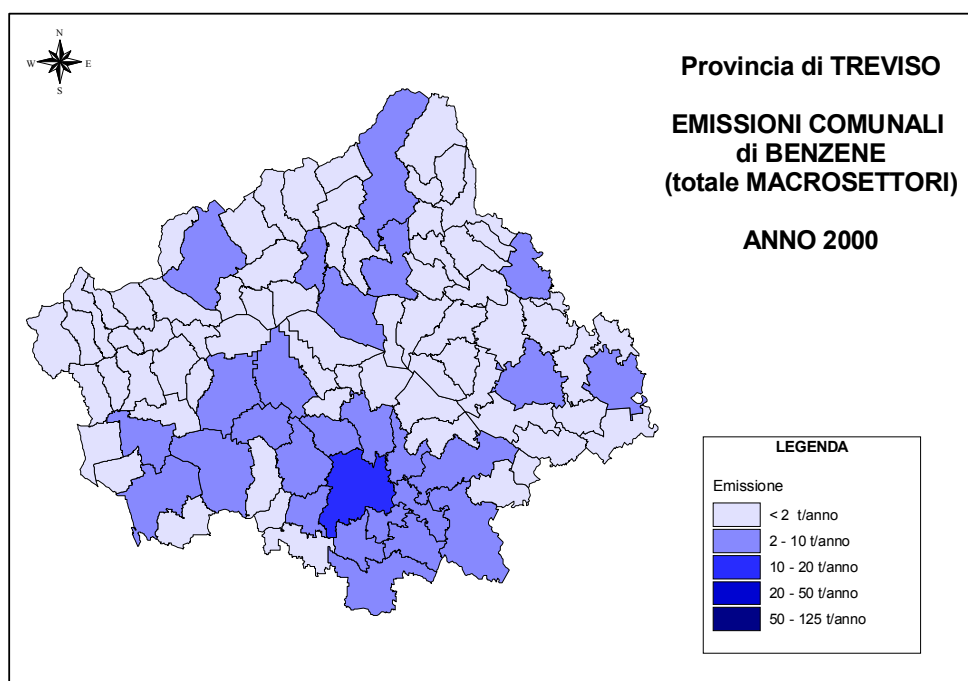 N
W E
S
Provincia di TREVISO
EMISSIONI COMUNALI
di BENZENE
(totale MACROSETTORI)
ANNO 2000
LEGENDA
Emissione
< 2 t/anno
2 - 10 t/anno
10 - 20 t/anno
20 - 50 t/anno
50 - 125 t/anno